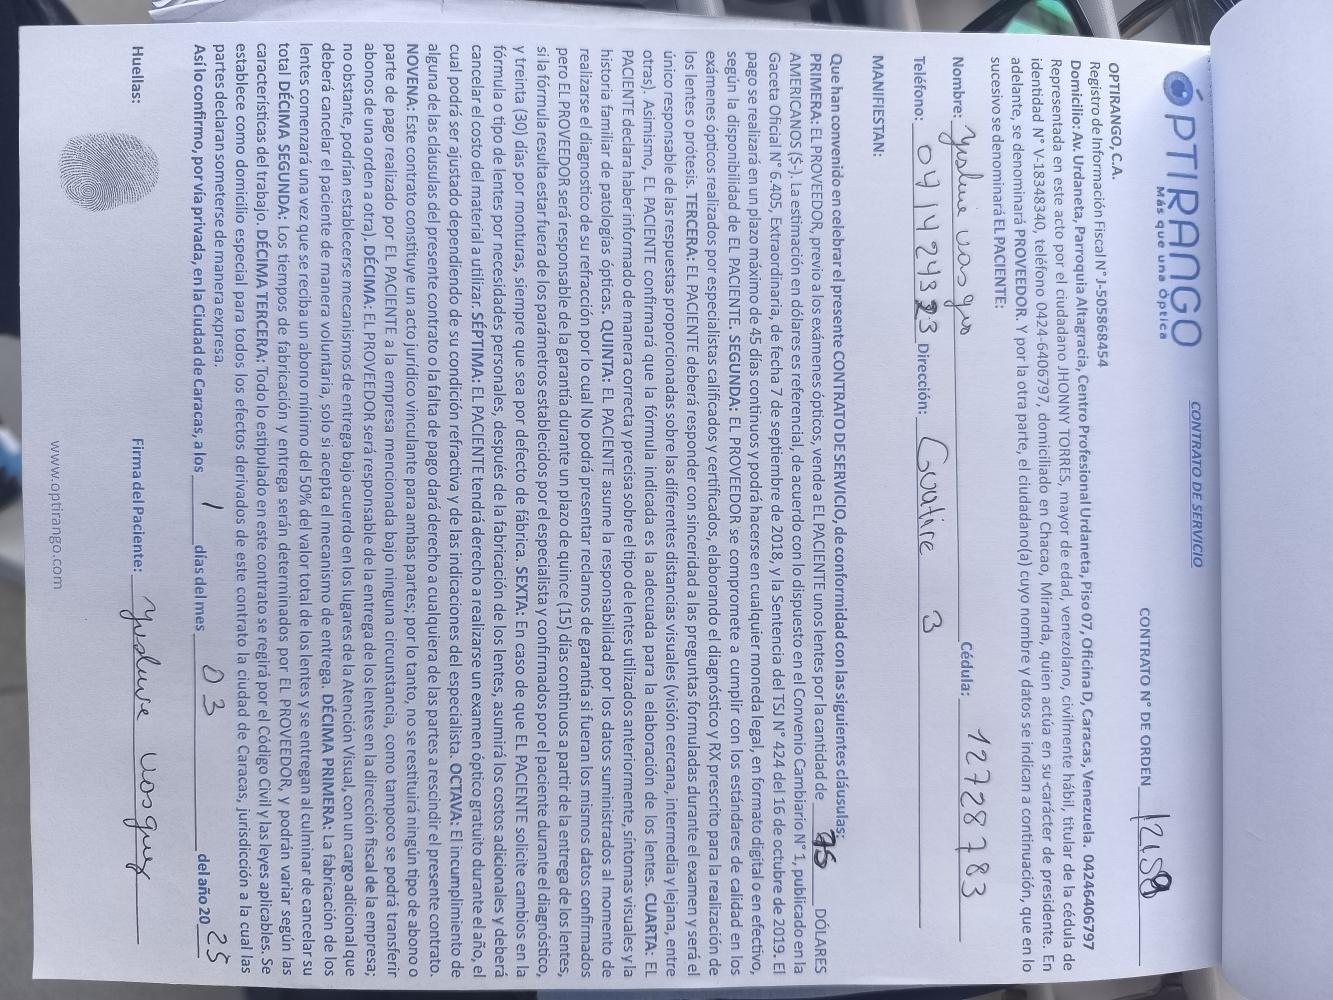 OPTIRANGO
Más que una óptica
CONTRATO DE SERVICIO
CONTRATO N° DE ORDEN
OPTIRANGO, C.A.
Registro de Información Fiscal N° J-505868454
Domicilio: Av. Urdaneta, Parroquia Altagracia, Centro Profesional Urdaneta, Piso 07, Oficina D, Caracas, Venezuela. 04246406797
Representada en este acto por el ciudadano JHONNY TORRES, mayor de edad, venezolano, civilmente hábil, titular de la cédula de
identidad N° V-18348340, teléfono 0424-6406797, domiciliado en Chacao, Miranda, quien actúa en su carácter de presidente. En
adelante, se denominará PROVEEDOR. Y por la otra parte, el ciudadano(a) cuyo nombre y datos se indican a continuación, que en lo
sucesivo se denominará EL PACIENTE:
Nombre: Cédula: 12728783
Teléfono: Dirección: Guatire 3
MANIFIESTAN:
Que han convenido en celebrar el presente CONTRATO DE SERVICIO, de conformidad con las siguientes cláusulas:
PRIMERA: EL PROVEEDOR, previo a los exámenes ópticos, vende a EL PACIENTE unos lentes por la cantidad de 75 DÓLARES
AMERICANOS ($-). La estimación en dólares es referencial, de acuerdo con lo dispuesto en el Convenio Cambiario N° 1, publicado en la
Gaceta Oficial N° 6.405, Extraordinaria, de fecha 7 de septiembre de 2018, y la Sentencia del TSJ N° 424 del 16 de octubre de 2019. El
pago se realizará en un plazo máximo de 45 días continuos y podrá hacerse en cualquier moneda legal, en formato digital o en efectivo,
según la disponibilidad de EL PACIENTE. SEGUNDA: EL PROVEEDOR se compromete a cumplir con los estándares de calidad en los
exámenes ópticos realizados por especialistas calificados y certificados, elaborando el diagnóstico y RX prescrito para la realización de
los lentes o prótesis. TERCERA: EL PACIENTE deberá responder con sinceridad a las preguntas formuladas durante el examen y será el
único responsable de las respuestas proporcionadas sobre las diferentes distancias visuales (visión cercana, intermedia y lejana, entre
otras). Asimismo, EL PACIENTE confirmará que la fórmula indicada es la adecuada para la elaboración de los lentes. CUARTA: EL
PACIENTE declara haber informado de manera correcta y precisa sobre el tipo de lentes utilizados anteriormente, síntomas visuales y la
historia familiar de patologías ópticas. QUINTA: EL PACIENTE asume la responsabilidad por los datos suministrados al momento de
realizarse el diagnostico de su refracción por lo cual No podrá presentar reclamos de garantía si fueran los mismos datos confirmados
pero EL PROVEEDOR será responsable de la garantía durante un plazo de quince (15) días continuos a partir de la entrega de los lentes,
si la fórmula resulta estar fuera de los parámetros establecidos por el especialista y confirmados por el paciente durante el diagnóstico,
y treinta (30) días por monturas, siempre que sea por defecto de fábrica. SEXTA: En caso de que EL PACIENTE solicite cambios en la
fórmula o tipo de lentes por necesidades personales, después de la fabricación de los lentes, asumirá los costos adicionales y deberá
cancelar el costo del material a utilizar. SÉPTIMA: EL PACIENTE tendrá derecho a realizarse un examen óptico gratuito durante el año, el
cual podrá ser ajustado dependiendo de su condición refractiva y de las indicaciones del especialista. OCTAVA: El incumplimiento de
alguna de las cláusulas del presente contrato o la falta de pago dará derecho a cualquiera de las partes a rescindir el presente contrato.
NOVENA: Este contrato constituye un acto jurídico vinculante para ambas partes; por lo tanto, no se restituirá ningún tipo de abono o
parte de pago realizado por EL PACIENTE a la empresa mencionada bajo ninguna circunstancia, como tampoco se podrá transferir
abonos de una orden a otra). DÉCIMA: EL PROVEEDOR será responsable de la entrega de los lentes en la dirección fiscal de la empresa;
no obstante, podrían establecerse mecanismos de entrega bajo acuerdo en los lugares de la Atención Visual, con un cargo adicional que
deberá cancelar el paciente de manera voluntaria, solo si acepta el mecanismo de entrega. DÉCIMA PRIMERA: La fabricación de los
lentes comenzará una vez que se reciba un abono mínimo del 50% del valor total de los lentes y se entregan al culminar de cancelar su
total DÉCIMA SEGUNDA: Los tiempos de fabricación y entrega serán determinados por EL PROVEEDOR, y podrán variar según las
características del trabajo. DÉCIMA TERCERA: Todo lo estipulado en este contrato se regirá por el Código Civil y las leyes aplicables. Se
establece como domicilio especial para todos los efectos derivados de este contrato la ciudad de Caracas, jurisdicción a la cual las
partes declaran someterse de manera expresa.
Así lo confirmo, por vía privada, en la Ciudad de Caracas, a los 1 días del mes 03 del año 2025
Huellas: Firma del Paciente:
www.optirango.com